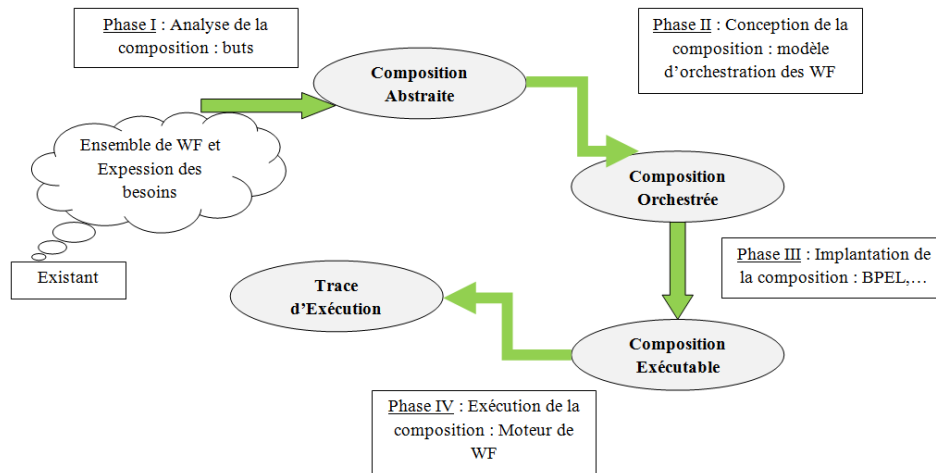 Phase I : Analyse de la
composition : buts
Phase II : Conception de la
composition : modèle
d'orchestration des WF
Composition
Abstraite
Ensemble de WF et
Expession des
besoins
Composition
Orchestrée
Existant
Phase III : Implantation de
la composition : BPEL,…
Trace
d'Exécution
Composition
Exécutable
Phase IV : Exécution de la
composition : Moteur de
WF